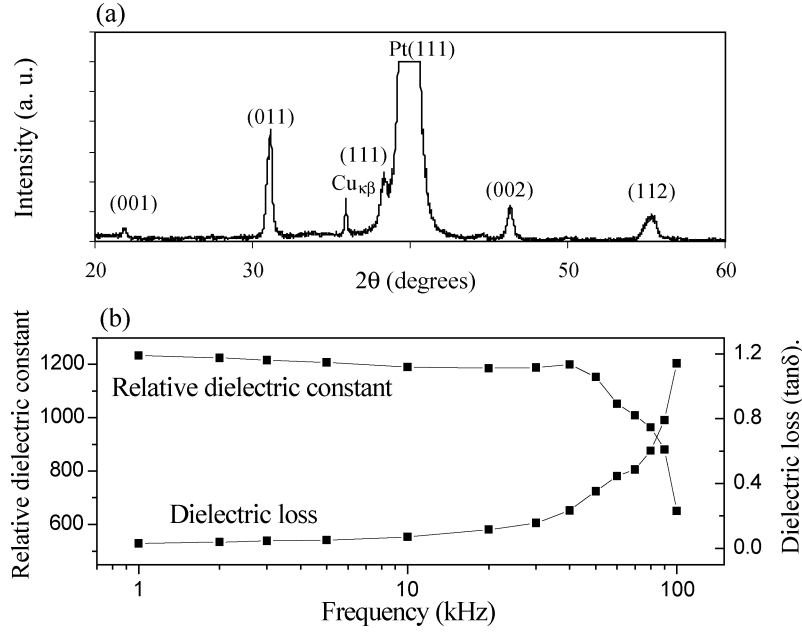 (a)
Pt(111)
(011)
(111)
Cuκβ
(001)
(002)
(112)
Intensity (a. u.)
20
30
50
60
2θ (degrees)
(b)
1200
1000
800
600
Relative dielectric constant
Relative dielectric constant
Dielectric loss
1.2
0.8
0.4
0.0
Dielectric loss (tanδ).
1
10
100
Frequency (kHz)